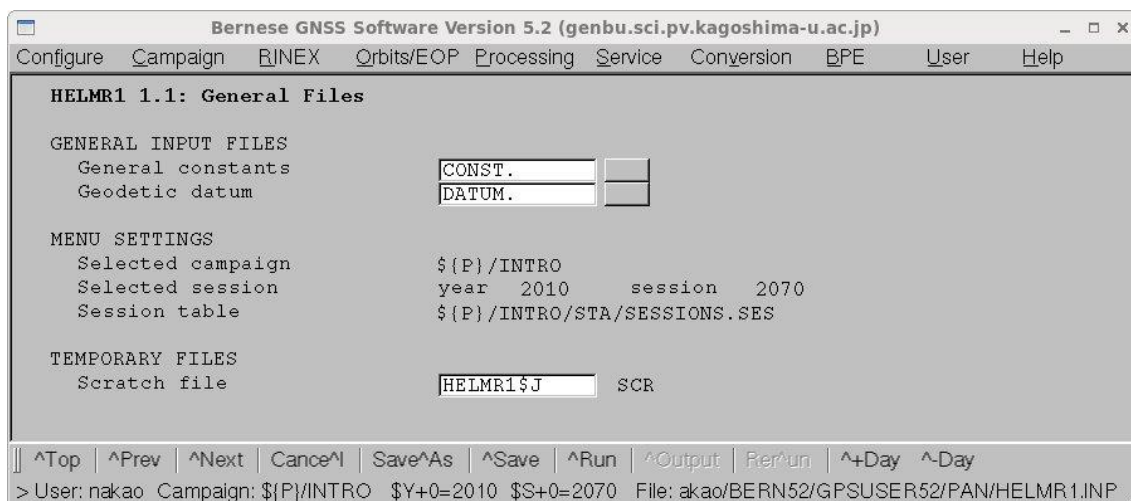 Bernese GNSS Software Version 5.2 (genbu.sci.pv.kagoshima-u.ac.jp)
Configure Campaign RINEX Orbits/EOP Processing Service Conversion BPE User Help
HELMR1 1.1: General Files
GENERAL INPUT FILES
General constants CONST.
Geodetic datum DATUM.
MENU SETTINGS
Selected campaign ${P}/INTRO
Selected session year 2010 session 2070
Session table ${P}/INTRO/STA/SESSIONS.SES
TEMPORARY FILES
Scratch file HELMR1$J SCR
^Top | ^Prev | ^Next | Cance^l | Save^As | ^Save | ^Run | ^Output | Rer^un | ^+Day ^-Day
> User: nakao Campaign: ${P}/INTRO $Y+0=2010 $S+0=2070 File: akao/BERN52/GPSUSER52/PAN/HELMR1.INP